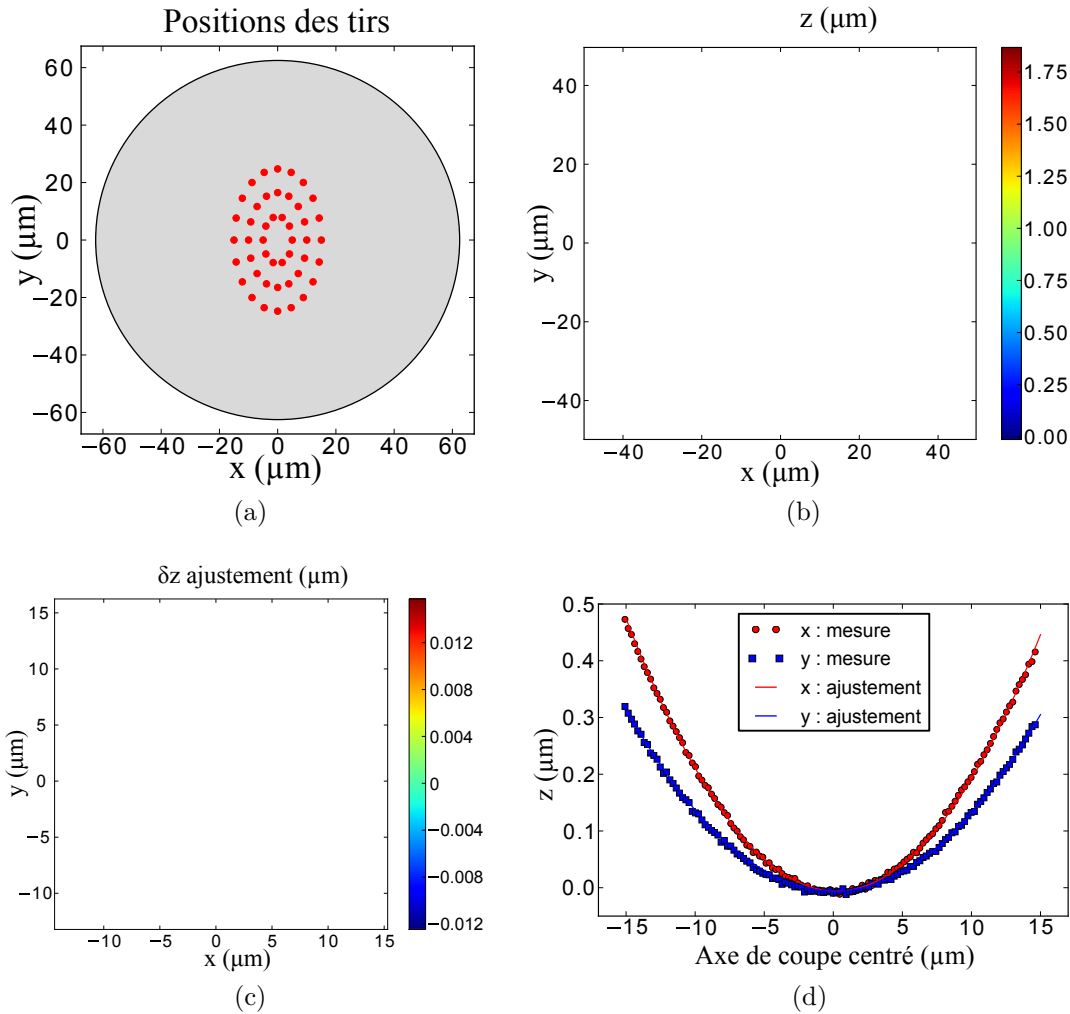 Positions des tirs
60
40
20
0
−20
−40
−60
y (µm)
−60 −40 −20 0 20 40 60
x (µm)
(a)
z (µm)
40
20
0
−20
−40
y (µm)
−40 −20 0 20 40
x (µm)
1.75
1.50
1.25
1.00
0.75
0.50
0.25
0.00
(b)
δz ajustement (µm)
15
10
5
0
−5
−10
y (µm)
−10 −5 0 5 10 15
x (µm)
0.012
0.008
0.004
0
−0.004
−0.008
−0.012
(c)
0.5
0.4
0.3
0.2
0.1
0.0
z (µm)
x : mesure
y : mesure
x : ajustement
y : ajustement
−15 −10 −5 0 5 10 15
Axe de coupe centré (µm)
(d)